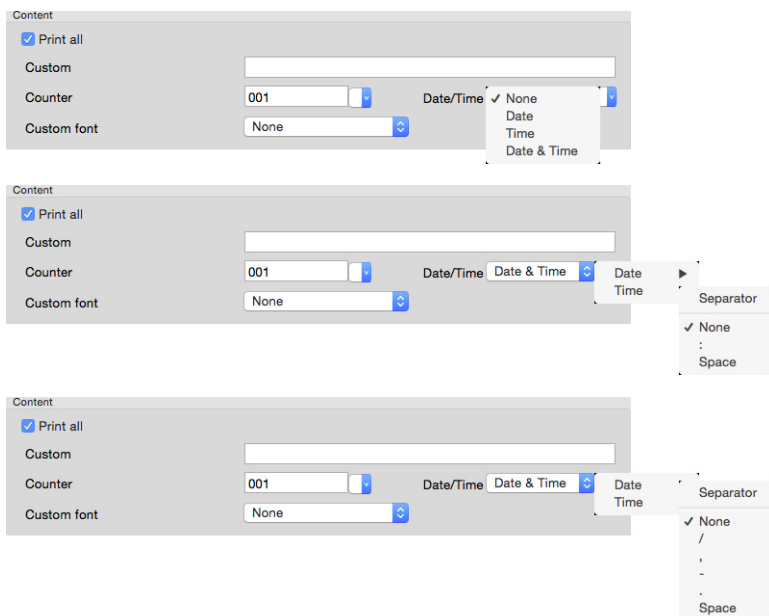 Content
Print all
Custom
Counter 001 Date/Time ✓ None
Date
Time
Date & Time
Custom font None
Content
Print all
Custom
Counter 001 Date/Time Date & Time Date ▶
Time
Separator
✓ None
:
Space
Custom font None
Content
Print all
Custom
Counter 001 Date/Time Date & Time Date
Time
Separator
✓ None
/
,
-
.
Space
Custom font None